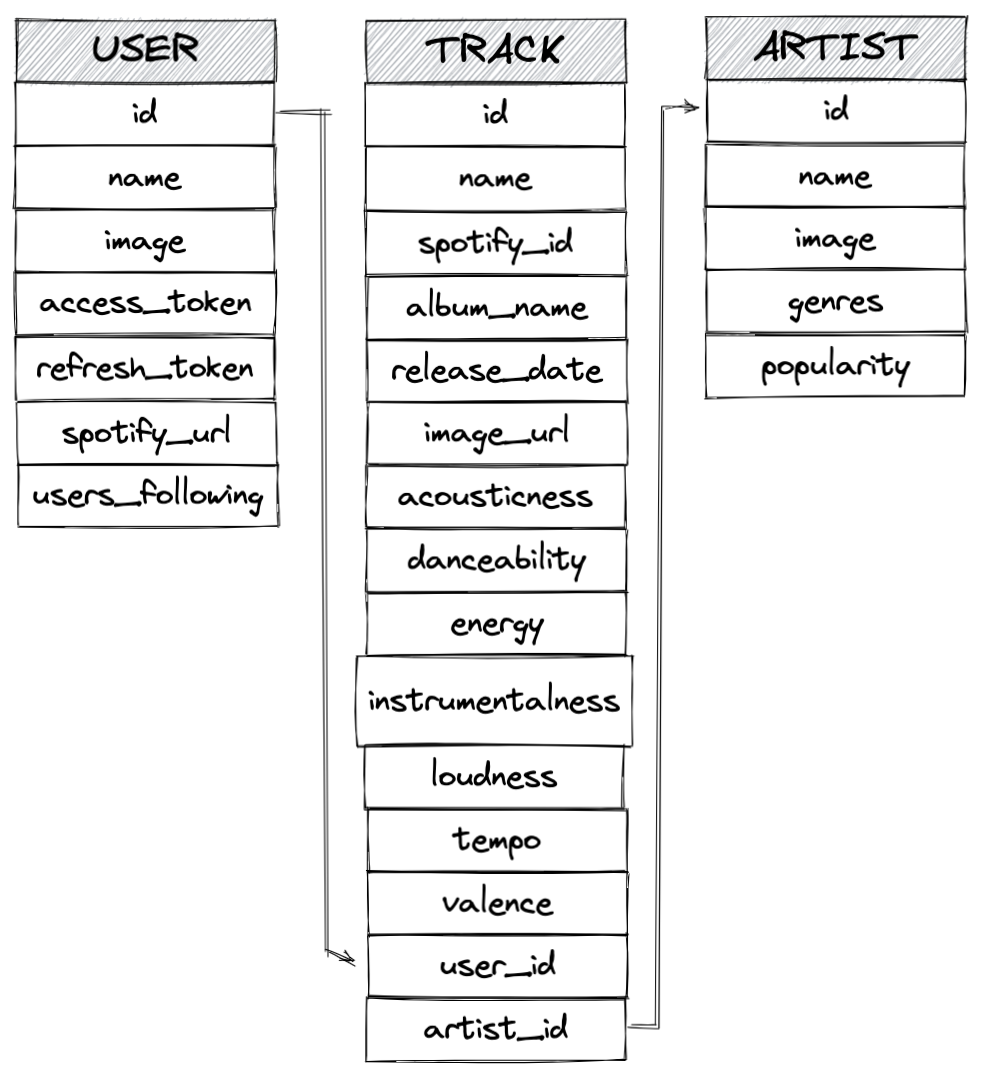 USER
id
name
image
access_token
refresh_token
spotify_url
users_following
TRACK
id
name
spotify_id
album_name
release_date
image_url
acousticness
danceability
energy
instrumentalness
loudness
tempo
valence
user_id
artist_id
ARTIST
id
name
image
genres
popularity